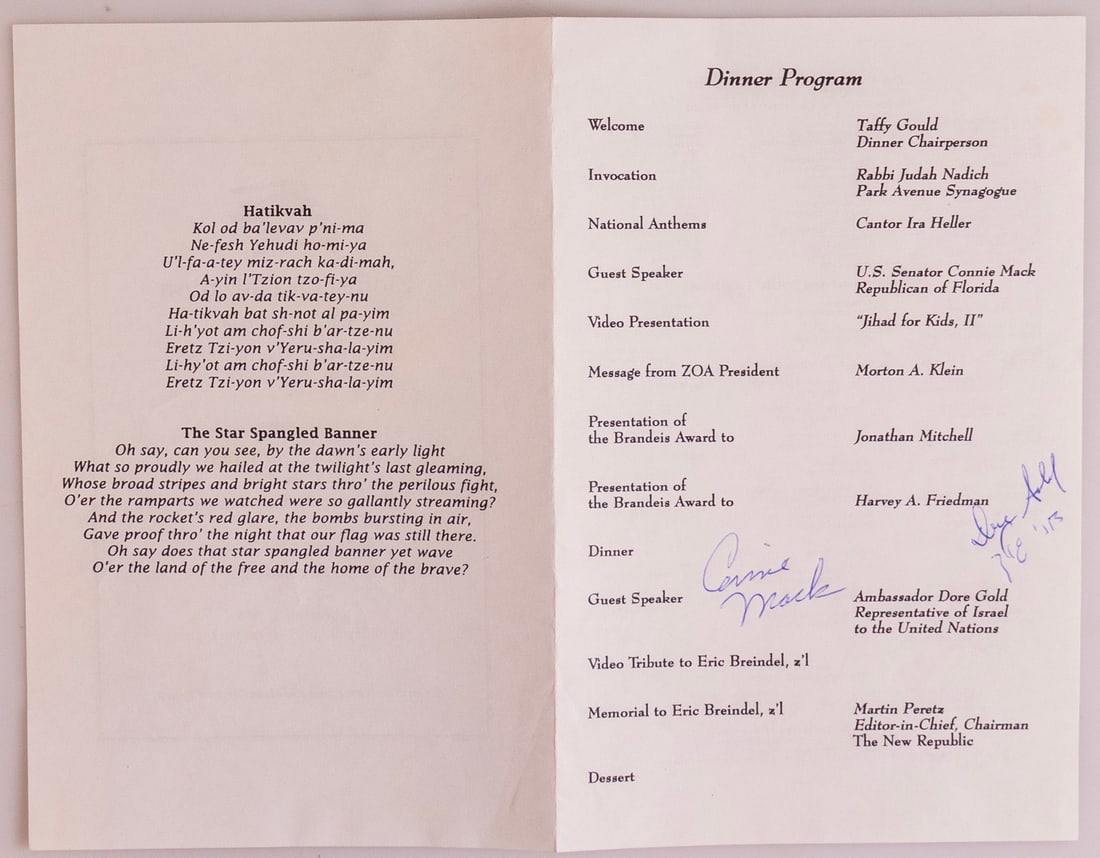 Hatikvah
Kol od ba'levav p'ni-ma
Ne-fesh Yehudi ho-mi-ya
U'l-fa-a-tey miz-rach ka-di-mah,
A-yin l'Tzion tzo-fi-ya
Od lo av-da tik-va-tey-nu
Ha-tikvah bat sh-not al pa-yim
Li-h'yot am chof-shi b'ar-tze-nu
Eretz Tzi-yon v'Yeru-sha-la-yim
Li-hy'ot am chof-shi b'ar-tze-nu
Eretz Tzi-yon v'Yeru-sha-la-yim
The Star Spangled Banner
Oh say, can you see, by the dawn's early light
What so proudly we hailed at the twilight's last gleaming,
Whose broad stripes and bright stars thro' the perilous fight,
O'er the ramparts we watched were so gallantly streaming?
And the rocket's red glare, the bombs bursting in air,
Gave proof thro' the night that our flag was still there.
Oh say does that star spangled banner yet wave
O'er the land of the free and the home of the brave?
Dinner Program
Welcome Taffy Gould
Dinner Chairperson
Invocation Rabbi Judah Nadich
Park Avenue Synagogue
National Anthems Cantor Ira Heller
Guest Speaker U.S. Senator Connie Mack
Republican of Florida
Video Presentation "Jihad for Kids, II"
Message from ZOA President Morton A. Klein
Presentation of
the Brandeis Award to Jonathan Mitchell
Presentation of
the Brandeis Award to Harvey A. Friedman
Dore Gold
Dinner
Connie
Mack
Guest Speaker Ambassador Dore Gold
Representative of Israel
to the United Nations
Video Tribute to Eric Breindel, z'l
Memorial to Eric Breindel, z'l Martin Peretz
Editor-in-Chief, Chairman
The New Republic
Dessert